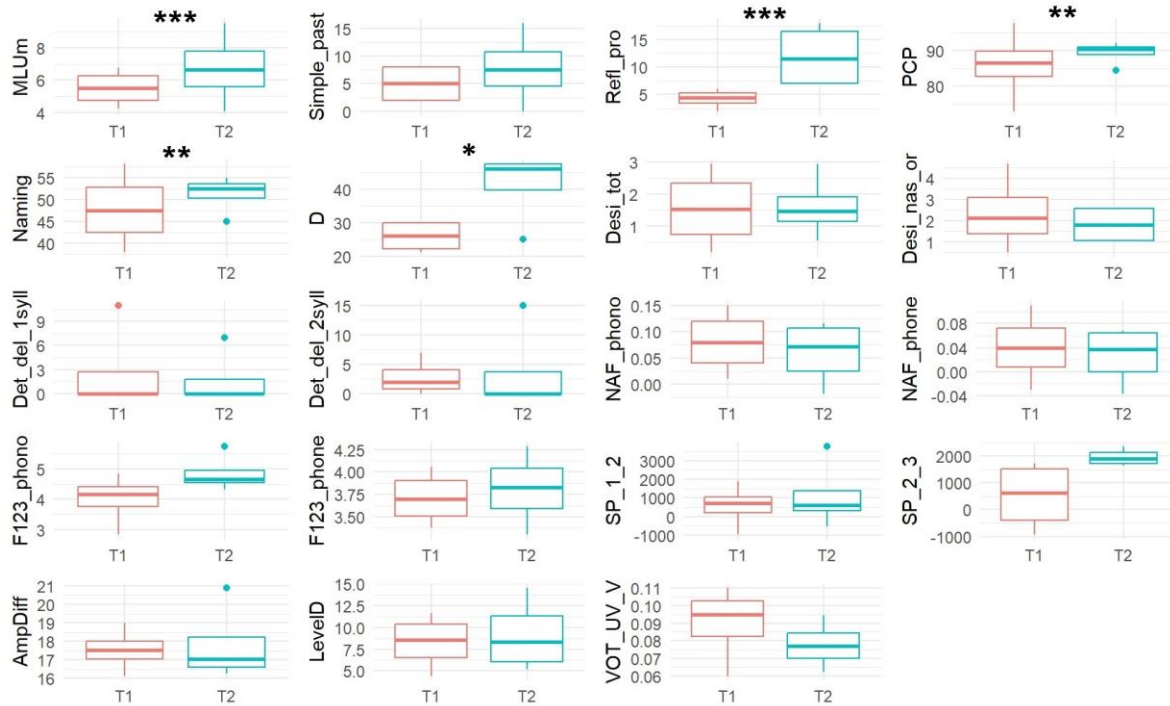 ***
MLUm
8
6
4
T1 T2
Simple_past
15
10
5
0
T1 T2
***
Refl_pro
15
10
5
T1 T2
**
PCP
90
80
T1 T2
**
Naming
55
50
45
40
T1 T2
*
D
40
30
20
T1 T2
Desi_tot
3
2
1
T1 T2
Desi_nas_or
4
3
2
1
T1 T2
Det_del_1syll
9
6
3
0
T1 T2
Det_del_2syll
15
10
5
0
T1 T2
NAF_phono
0.15
0.10
0.05
0.00
T1 T2
NAF_phone
0.08
0.04
0.00
-0.04
T1 T2
F123_phono
5
4
3
T1 T2
F123_phone
4.25
4.00
3.75
3.50
T1 T2
SP_1_2
3000
2000
1000
0
-1000
T1 T2
SP_2_3
2000
1000
0
-1000
T1 T2
AmpDiff
21
20
19
18
17
16
T1 T2
LevelD
15.0
12.5
10.0
7.5
5.0
T1 T2
VOT_UV_V
0.11
0.10
0.09
0.08
0.07
0.06
T1 T2